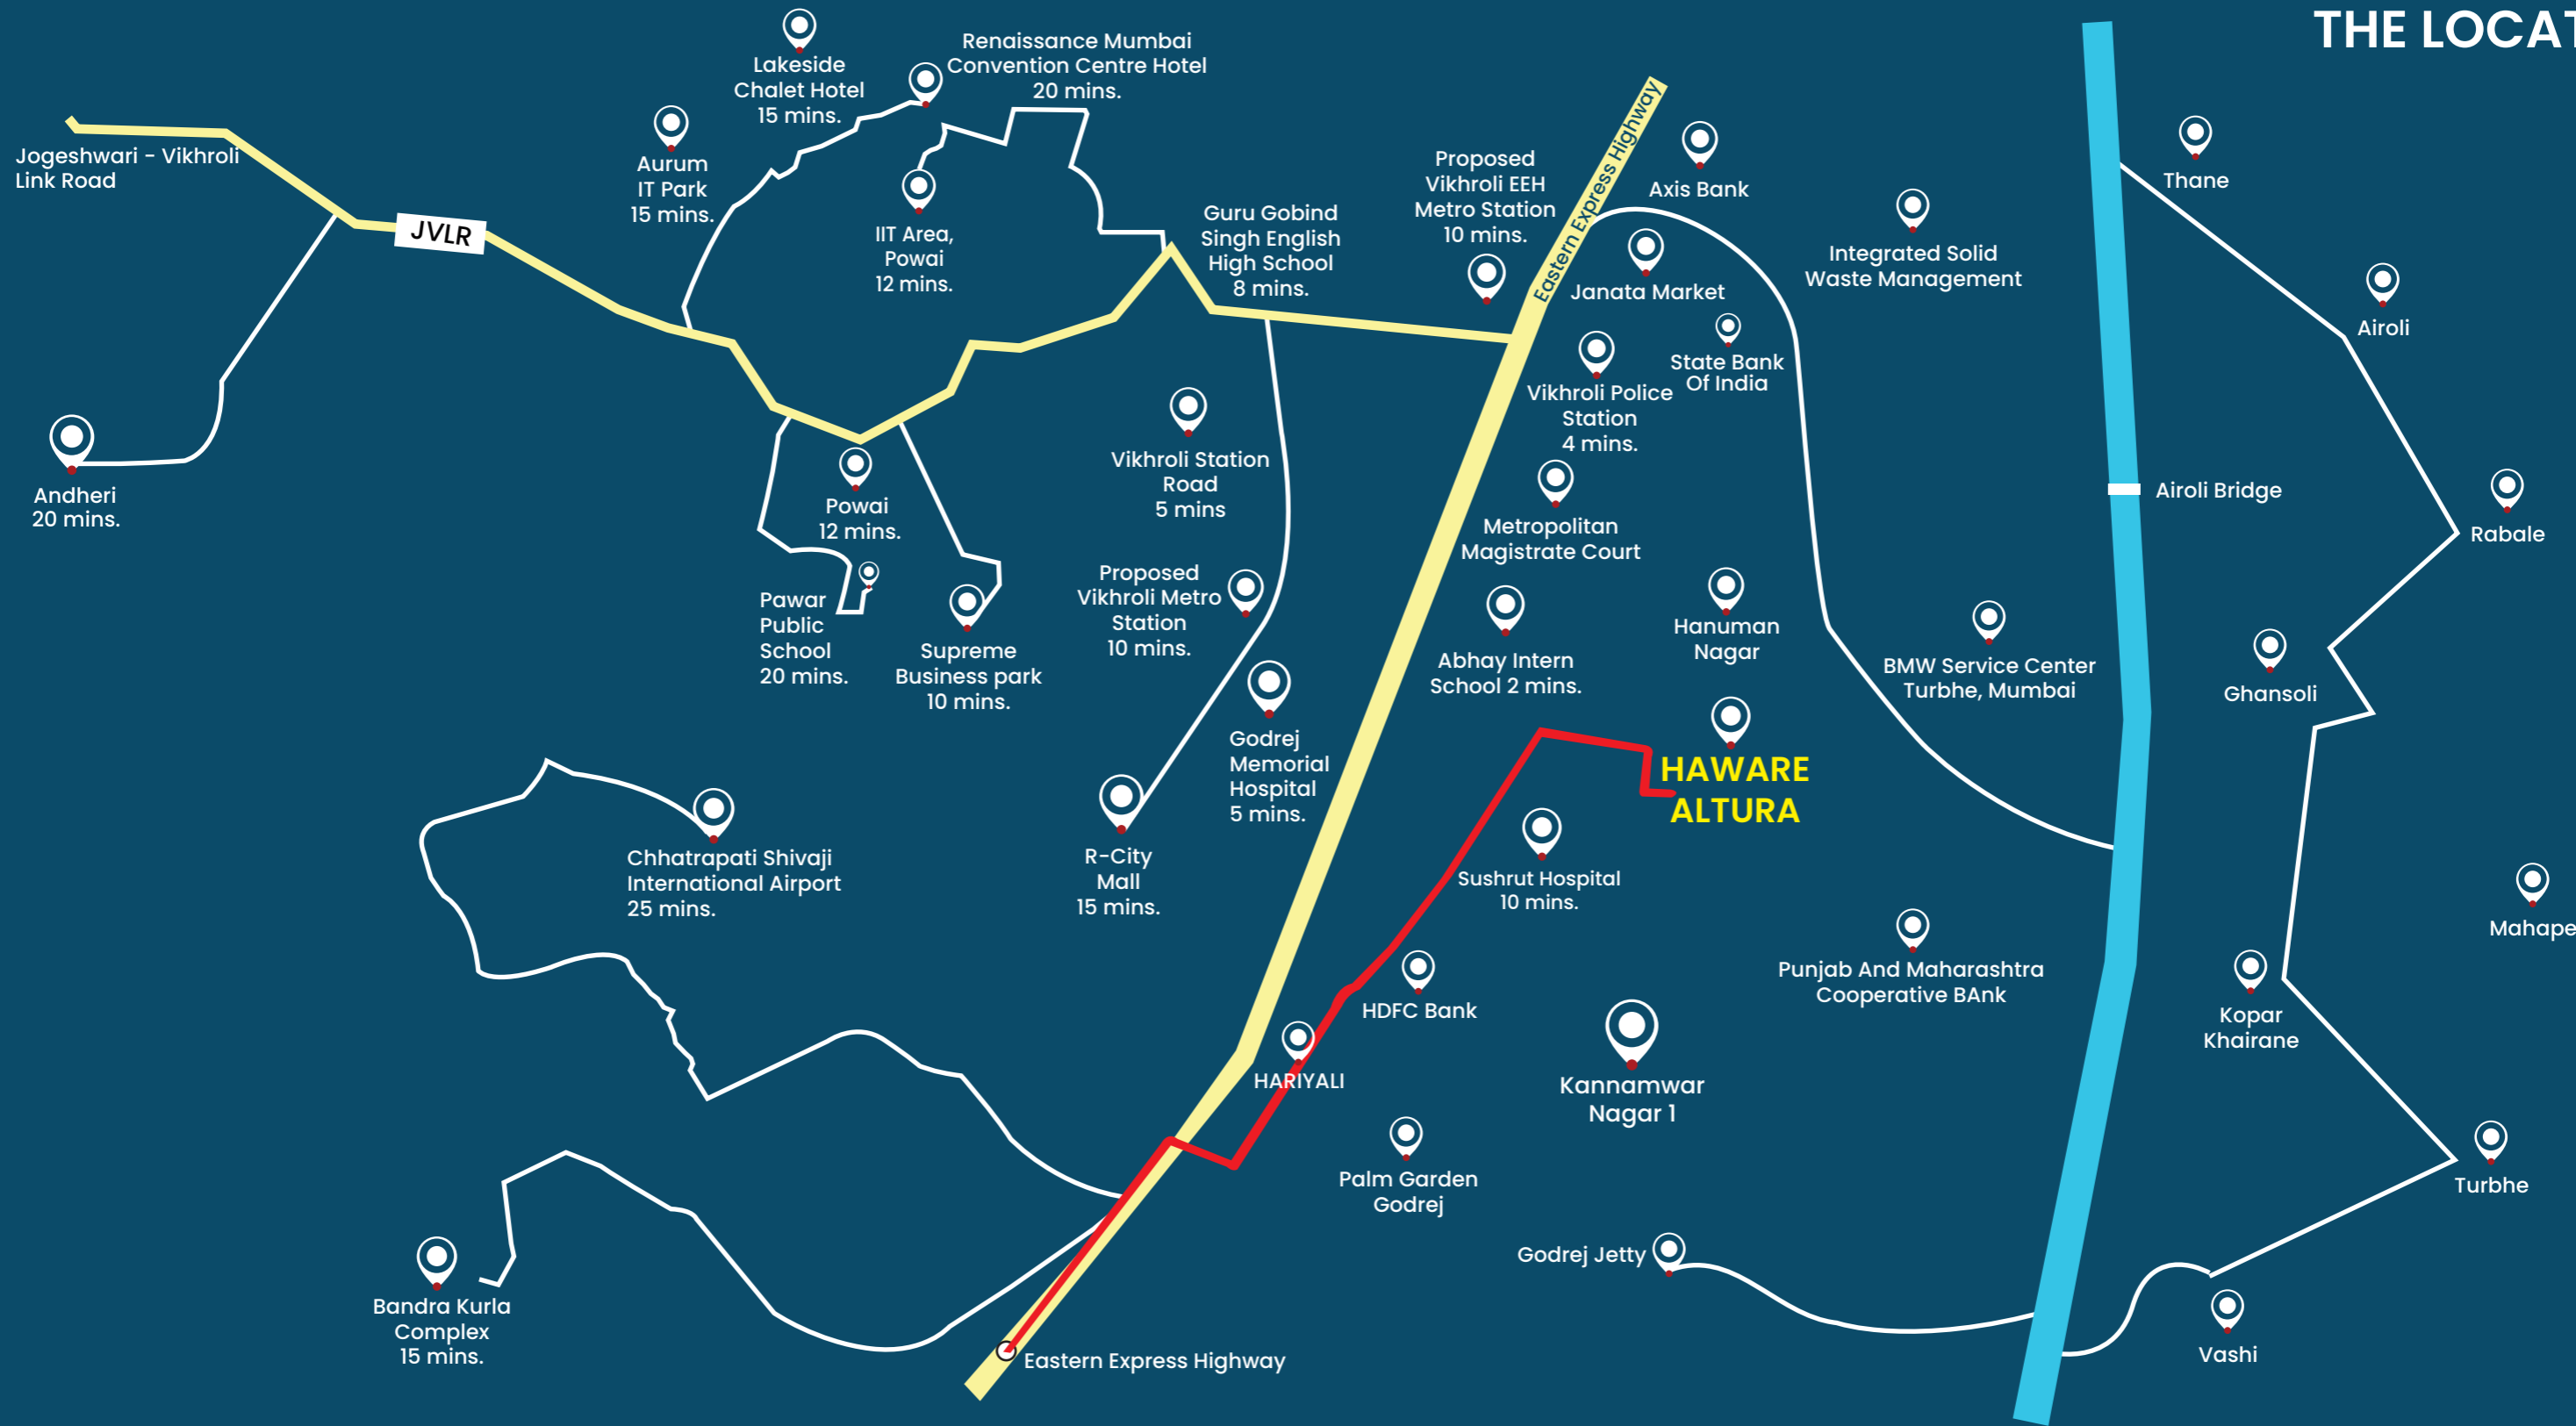 THE LOCAT
Lakeside
Chalet Hotel
15 mins.
Renaissance Mumbai
Convention Centre Hotel
20 mins.
Jogeshwari - Vikhroli
Link Road
JVLR
Aurum
IT Park
15 mins.
IIT Area,
Powai
12 mins.
Guru Gobind
Singh English
High School
8 mins.
Proposed
Vikhroli EEH
Metro Station
10 mins.
Eastern Express Highway
Axis Bank
Janata Market
State Bank
Of India
Integrated Solid
Waste Management
Thane
Airoli
Vikhroli Police
Station
4 mins.
Andheri
20 mins.
Powai
12 mins.
Vikhroli Station
Road
5 mins
Metropolitan
Magistrate Court
Airoli Bridge
Rabale
Pawar
Public
School
20 mins.
Supreme
Business park
10 mins.
Proposed
Vikhroli Metro
Station
10 mins.
Abhay Intern
School 2 mins.
Hanuman
Nagar
BMW Service Center
Turbhe, Mumbai
Ghansoli
Godrej
Memorial
Hospital
5 mins.
HAWARE
ALTURA
Chhatrapati Shivaji
International Airport
25 mins.
R-City
Mall
15 mins.
Sushrut Hospital
10 mins.
Mahape
HDFC Bank
Punjab And Maharashtra
Cooperative BAnk
Kopar
Khairane
HARIYALI
Kannamwar
Nagar 1
Palm Garden
Godrej
Turbhe
Godrej Jetty
Bandra Kurla
Complex
15 mins.
Eastern Express Highway
Vashi